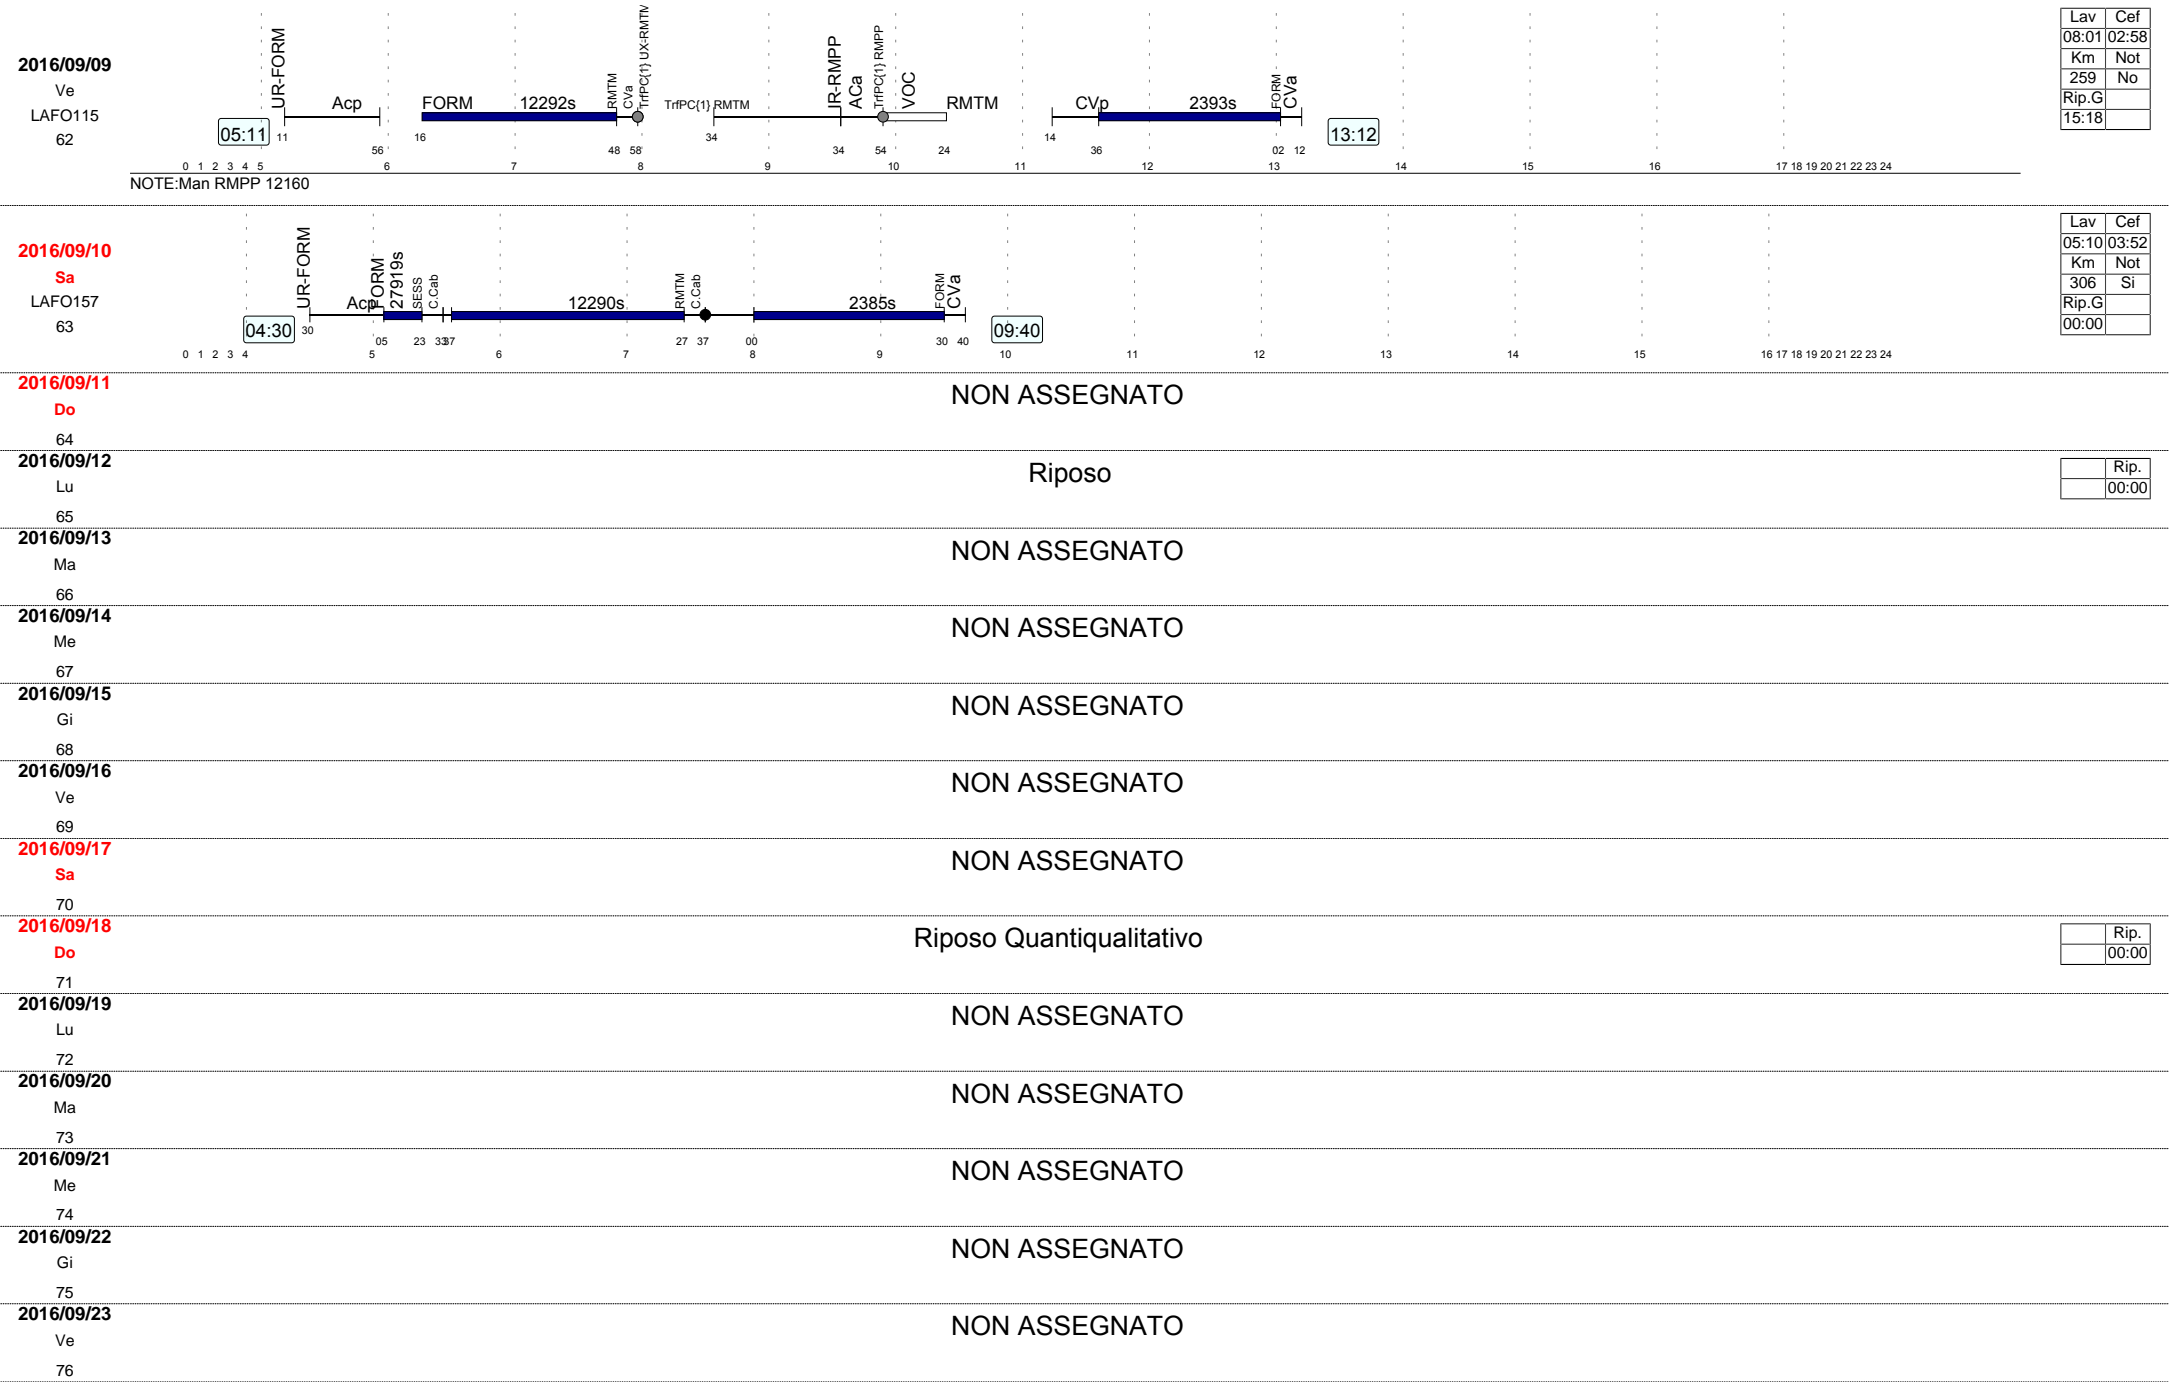 2016/09/09
Ve
LAFO115
62
05:11
UR-FORM
Acp
FORM
12292s
RMTM
CVa
TrfPC{1} UX-RMTM
TrfPC{1} RMTM
UR-RMPP
ACa
TrfPC{1} RMPP
VOC
RMTM
CVp
2393s
FORM
CVa
13:12
11 56 16 48 58 34 34 54 24 14 36 02 12
0 1 2 3 4 5 6 7 8 9 10 11 12 13 14 15 16 17 18 19 20 21 22 23 24
NOTE:Man RMPP 12160
Lav Cef
08:01 02:58
Km Not
259 No
Rip.G
15:18
2016/09/10
Sa
LAFO157
63
04:30
UR-FORM
Acp
FORM
27919s
SESS
C.Cab
12290s
RMTM
C.Cab
2385s
FORM
CVa
09:40
30 05 23 33 37 27 37 00 30 40
0 1 2 3 4 5 6 7 8 9 10 11 12 13 14 15 16 17 18 19 20 21 22 23 24
Lav Cef
05:10 03:52
Km Not
306 Si
Rip.G
00:00
2016/09/11
Do
64
NON ASSEGNATO
2016/09/12
Lu
65
Riposo
Rip.
00:00
2016/09/13
Ma
66
NON ASSEGNATO
2016/09/14
Me
67
NON ASSEGNATO
2016/09/15
Gi
68
NON ASSEGNATO
2016/09/16
Ve
69
NON ASSEGNATO
2016/09/17
Sa
70
NON ASSEGNATO
2016/09/18
Do
71
Riposo Quantiqualitativo
Rip.
00:00
2016/09/19
Lu
72
NON ASSEGNATO
2016/09/20
Ma
73
NON ASSEGNATO
2016/09/21
Me
74
NON ASSEGNATO
2016/09/22
Gi
75
NON ASSEGNATO
2016/09/23
Ve
76
NON ASSEGNATO